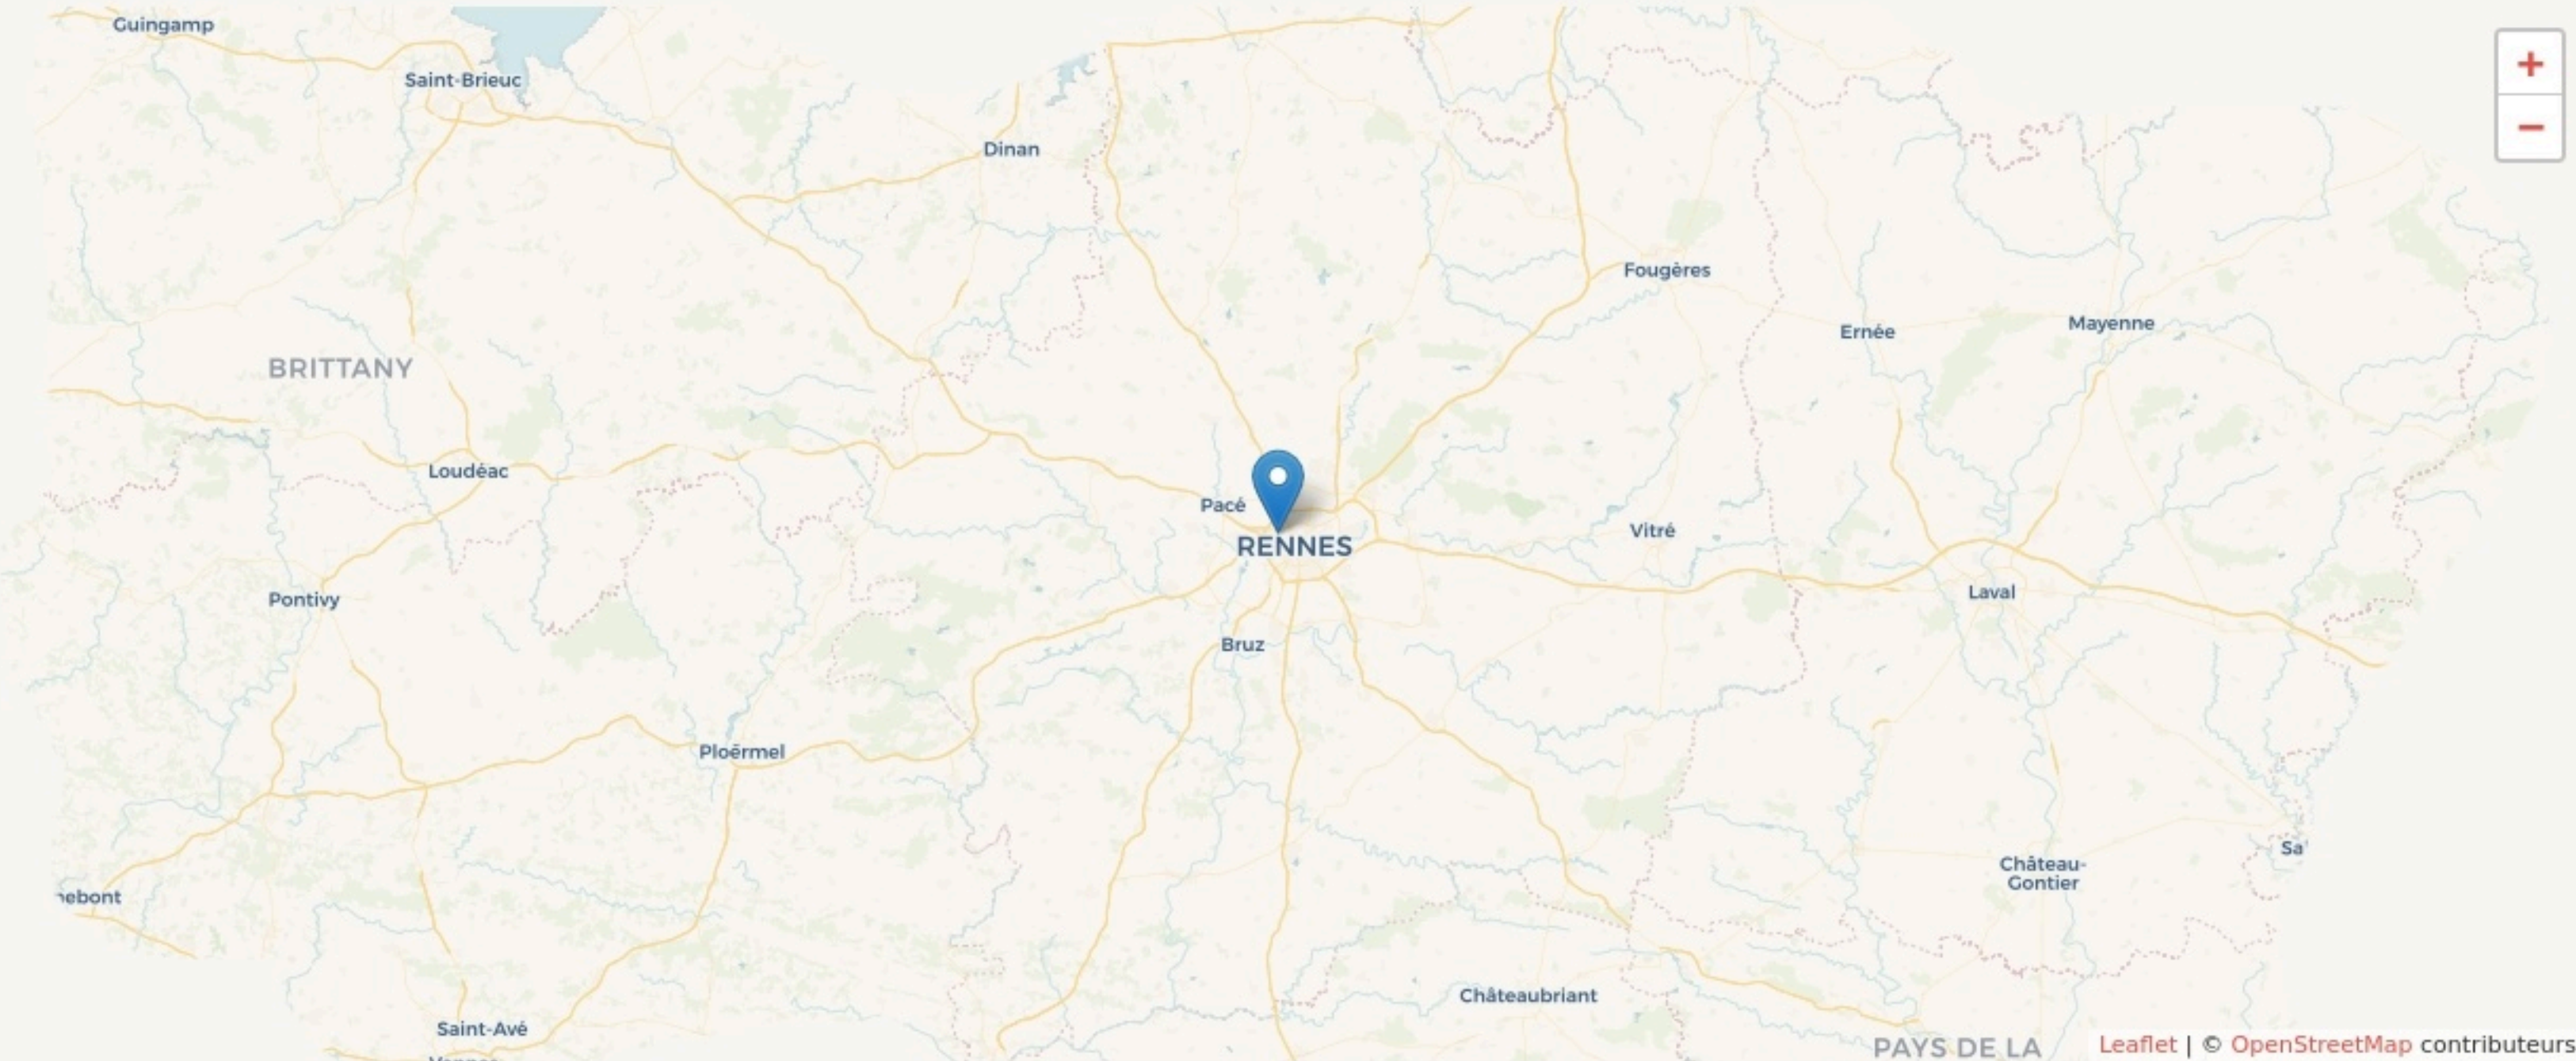 Guingamp
+
Saint-Brieuc
−
Dinan
Fougères
Mayenne
Ernée
BRITTANY
Loudéac
Pacé
Vitré
RENNES
Laval
Pontivy
Bruz
Ploërmel
Château-
Gontier
Châteaubriant
Saint-Avé
PAYS DE LA
Leaflet | © OpenStreetMap contributeurs